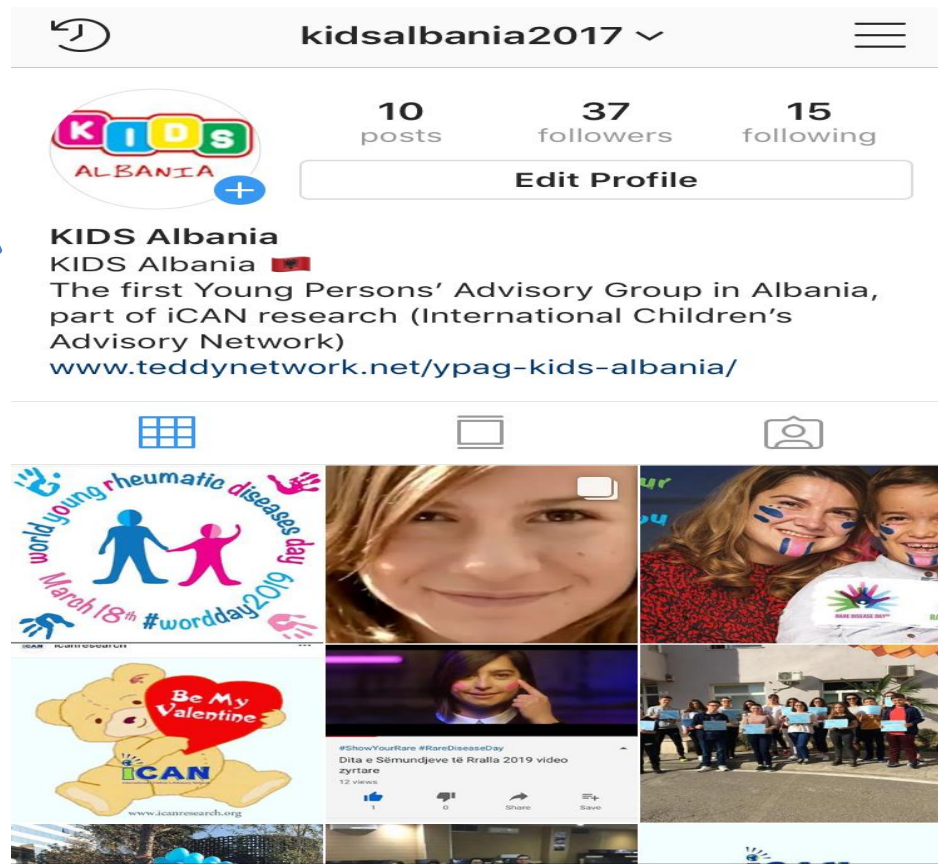 kidsalbania2017
KIDS
ALBANIA
10 37 15
posts followers following
Edit Profile
KIDS Albania
KIDS Albania
The first Young Persons' Advisory Group in Albania,
part of iCAN research (International Children's
Advisory Network)
www.teddynetwork.net/ypag-kids-albania/
world young rheumatic diseases day
March 18th #wordday2019
RARE DISEASE DAY
icanresearch
Be My
Valentine
iCAN
www.icanresearch.org
#ShowYourRare #RareDiseaseDay
Dita e Sëmundjeve të Rralla 2019 video
zyrtare
12 views
1 0 Share Save